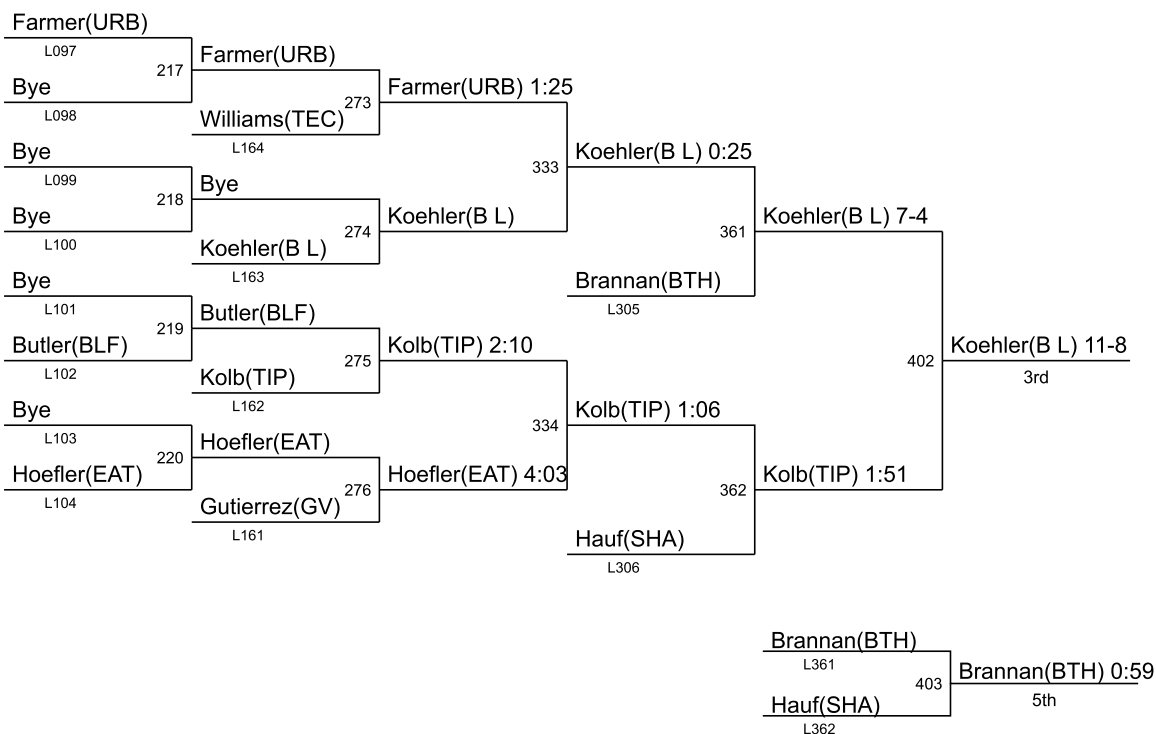 Farmer(URB)
L097
217
Bye
L098
Bye
L099
218
Bye
L100
Bye
L101
219
Butler(BLF)
L102
Bye
L103
220
Hoefler(EAT)
L104
Farmer(URB)
273
Williams(TEC)
L164
Bye
274
Koehler(B L)
L163
Butler(BLF)
275
Kolb(TIP)
L162
Hoefler(EAT)
276
Gutierrez(GV)
L161
Farmer(URB) 1:25
333
Koehler(B L)
Kolb(TIP) 2:10
334
Hoefler(EAT) 4:03
Koehler(B L) 0:25
361
Brannan(BTH)
L305
Kolb(TIP) 1:06
362
Hauf(SHA)
L306
Koehler(B L) 7-4
402
Kolb(TIP) 1:51
Koehler(B L) 11-8
3rd
Brannan(BTH)
L361
403
Hauf(SHA)
L362
Brannan(BTH) 0:59
5th